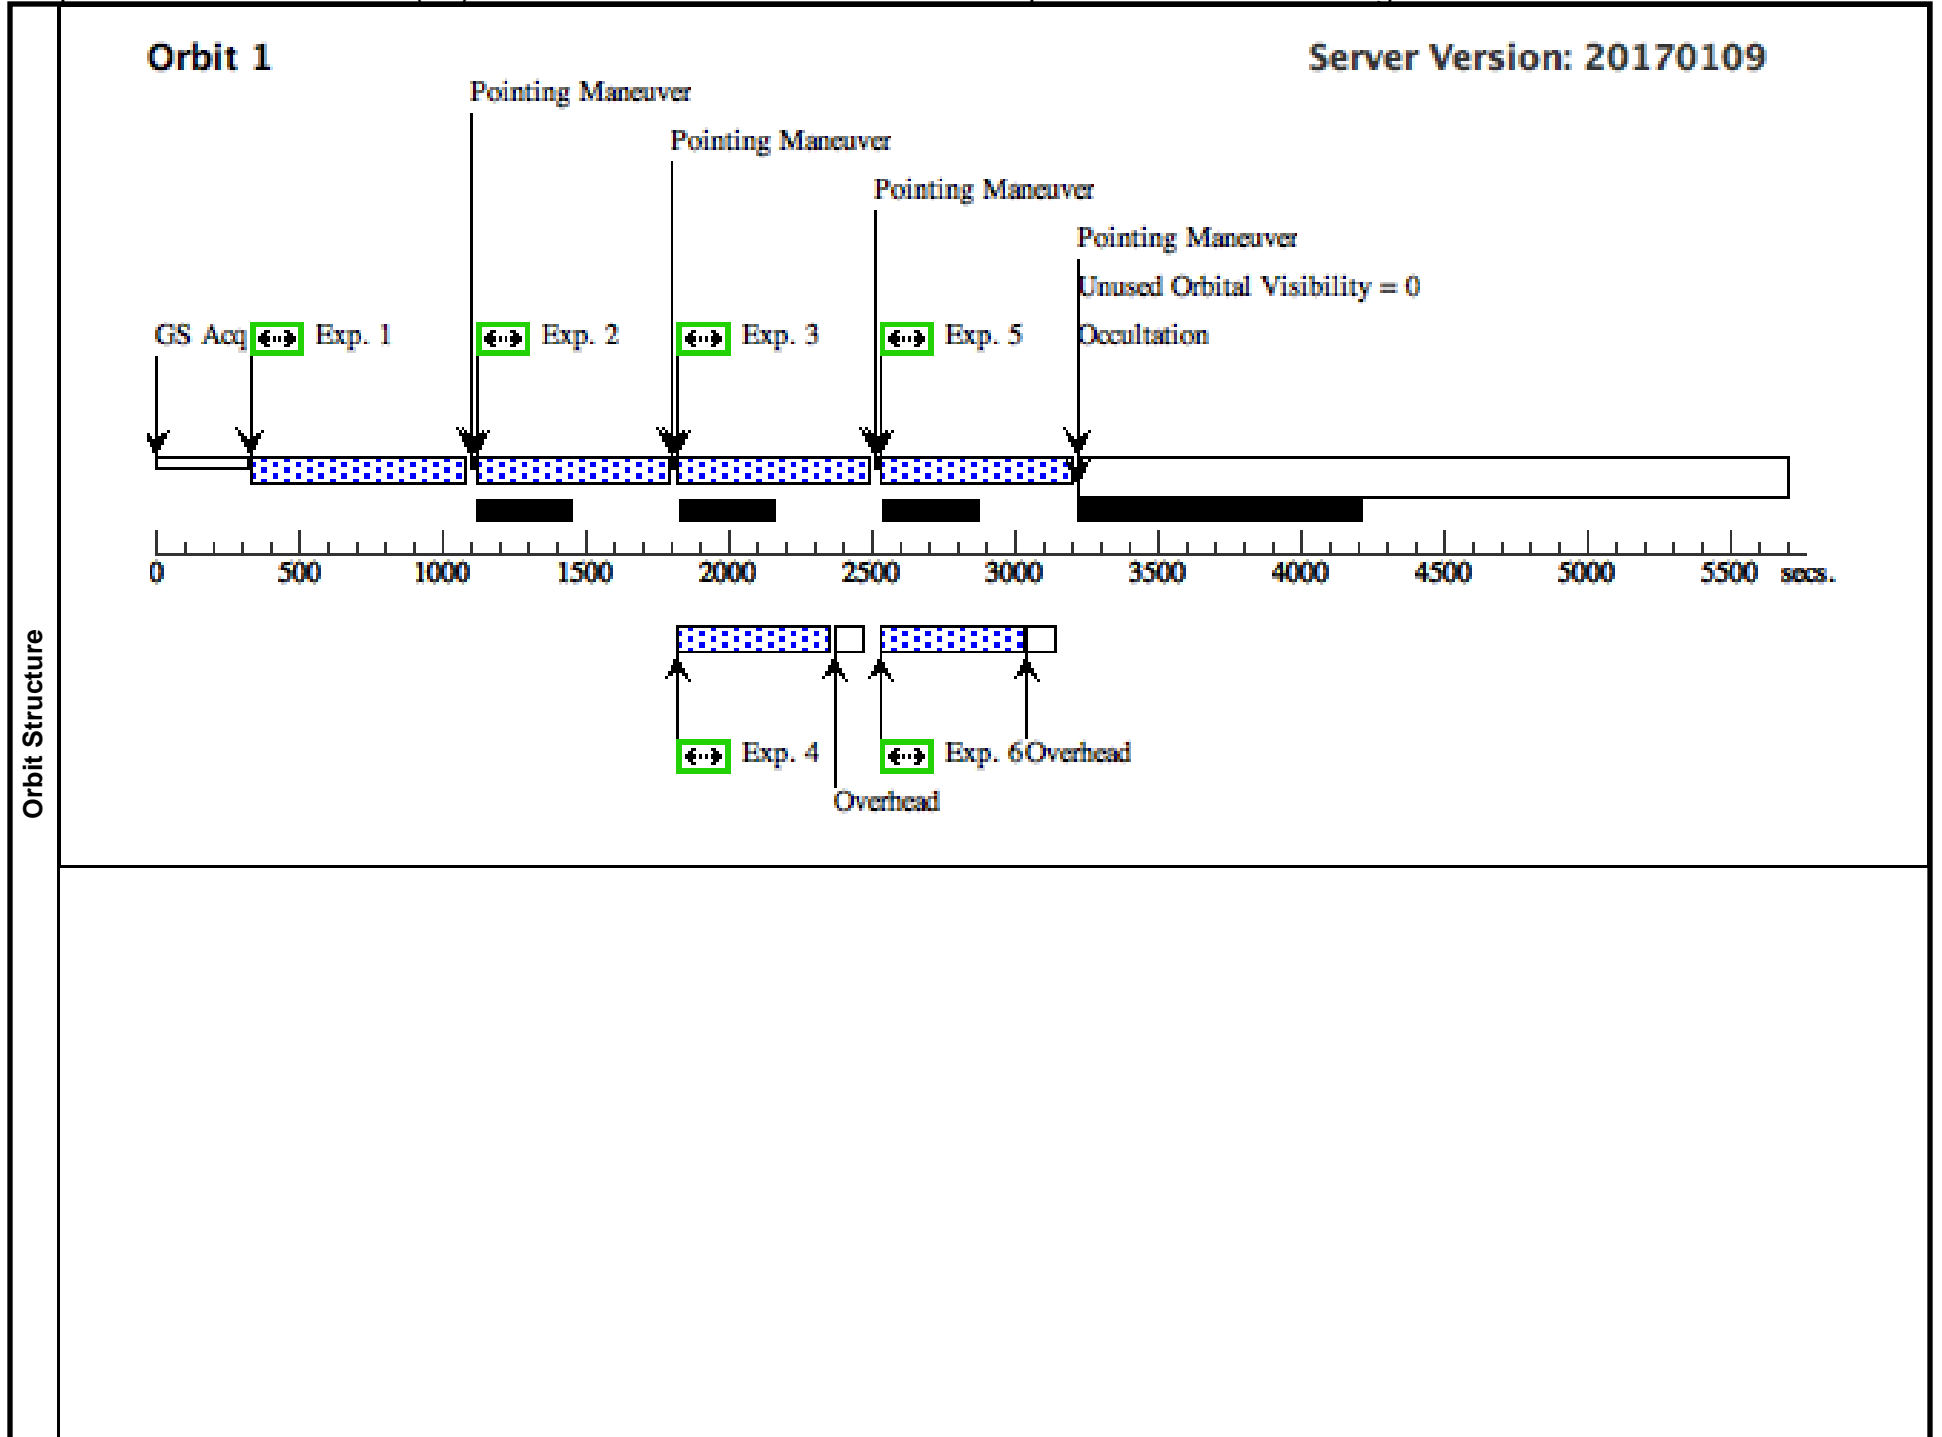 Orbit 1
Server Version: 20170109
Pointing Maneuver
Pointing Maneuver
Pointing Maneuver
Pointing Maneuver
Unused Orbital Visibility = 0
GS Acq Exp. 1 Exp. 2 Exp. 3 Exp. 5 Occultation
0 500 1000 1500 2000 2500 3000 3500 4000 4500 5000 5500 secs.
Exp. 4 Exp. 6 Overhead
Overhead
Orbit Structure